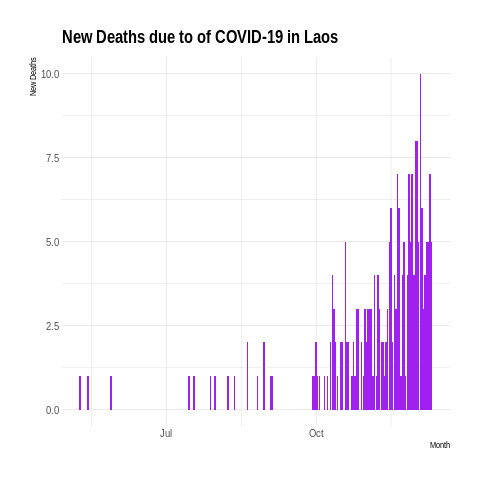 New Deaths due to of COVID-19 in Laos
New Deaths
10.0
7.5
5.0
2.5
0.0
Jul
Oct
Month